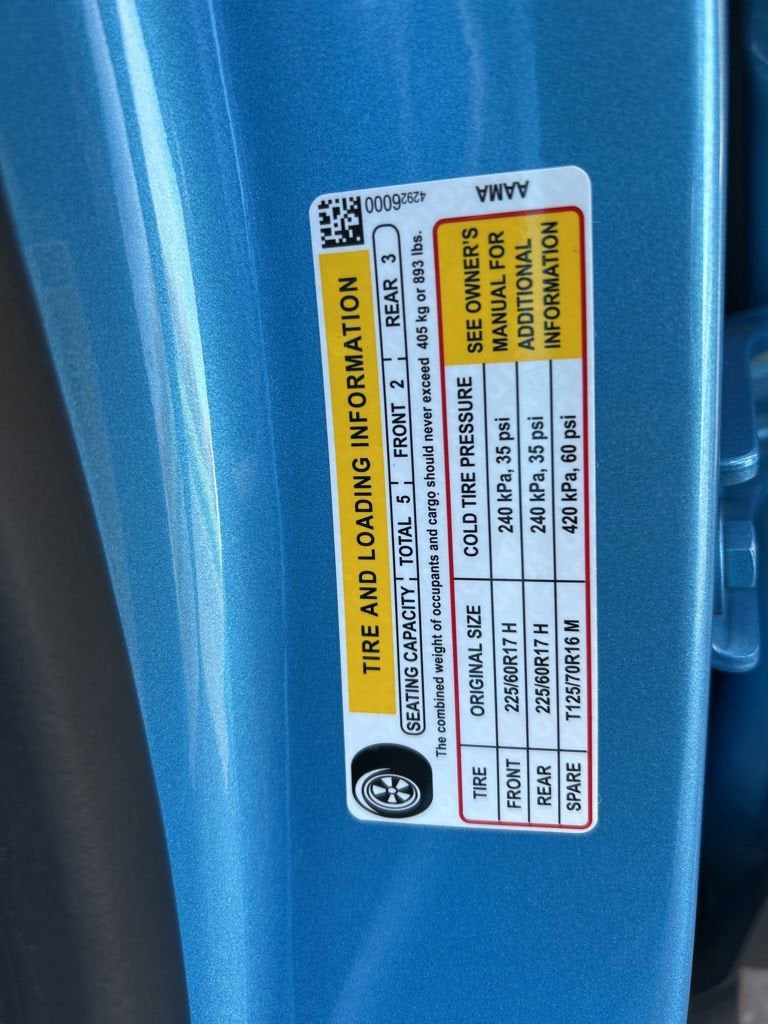 42926000
AAMA
TIRE AND LOADING INFORMATION
SEATING CAPACITY TOTAL 5 FRONT 2 REAR 3
The combined weight of occupants and cargo should never exceed 405 kg or 893 lbs.
TIRE ORIGINAL SIZE COLD TIRE PRESSURE
FRONT 225/60R17 H 240 kPa, 35 psi
REAR 225/60R17 H 240 kPa, 35 psi
SPARE T125/70R16 M 420 kPa, 60 psi
SEE OWNER'S
MANUAL FOR
ADDITIONAL
INFORMATION